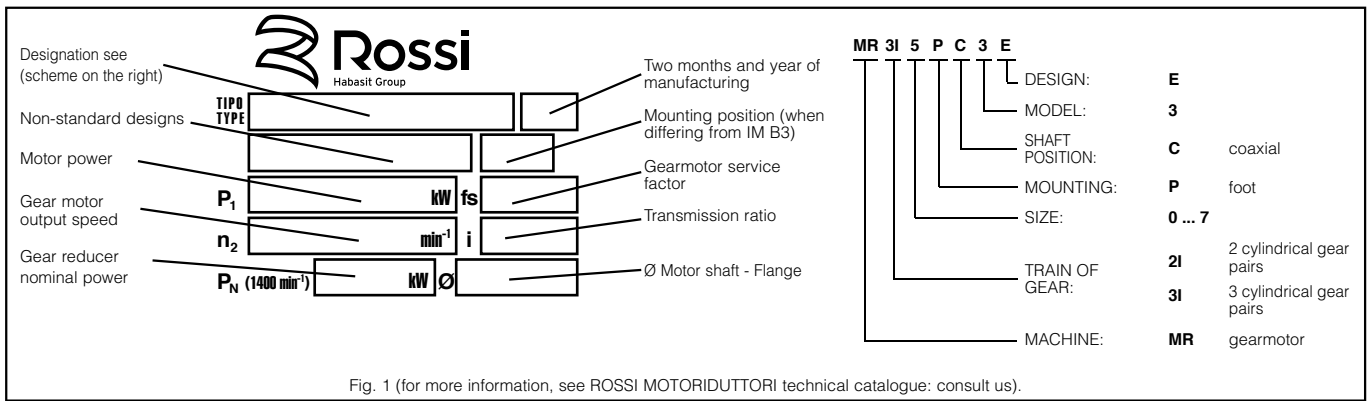 Rossi
Habasit Group
Designation see
(scheme on the right)
Non-standard designs
Motor power
Gear motor
output speed
Gear reducer
nominal power
TIPO
TYPE
P₁ kW fs
n₂ min⁻¹ i
P_N (1400 min⁻¹) kW Ø
Two months and year of
manufacturing
Mounting position (when
differing from IM B3)
Gearmotor service
factor
Transmission ratio
Ø Motor shaft - Flange
MR 3I 5 P C 3 E
DESIGN: E
MODEL: 3
SHAFT
POSITION: C coaxial
MOUNTING: P foot
SIZE: 0 ... 7
TRAIN OF
GEAR:
2I 2 cylindrical gear
pairs
3I 3 cylindrical gear
pairs
MACHINE: MR gearmotor
Fig. 1 (for more information, see ROSSI MOTORIDUTTORI technical catalogue: consult us).